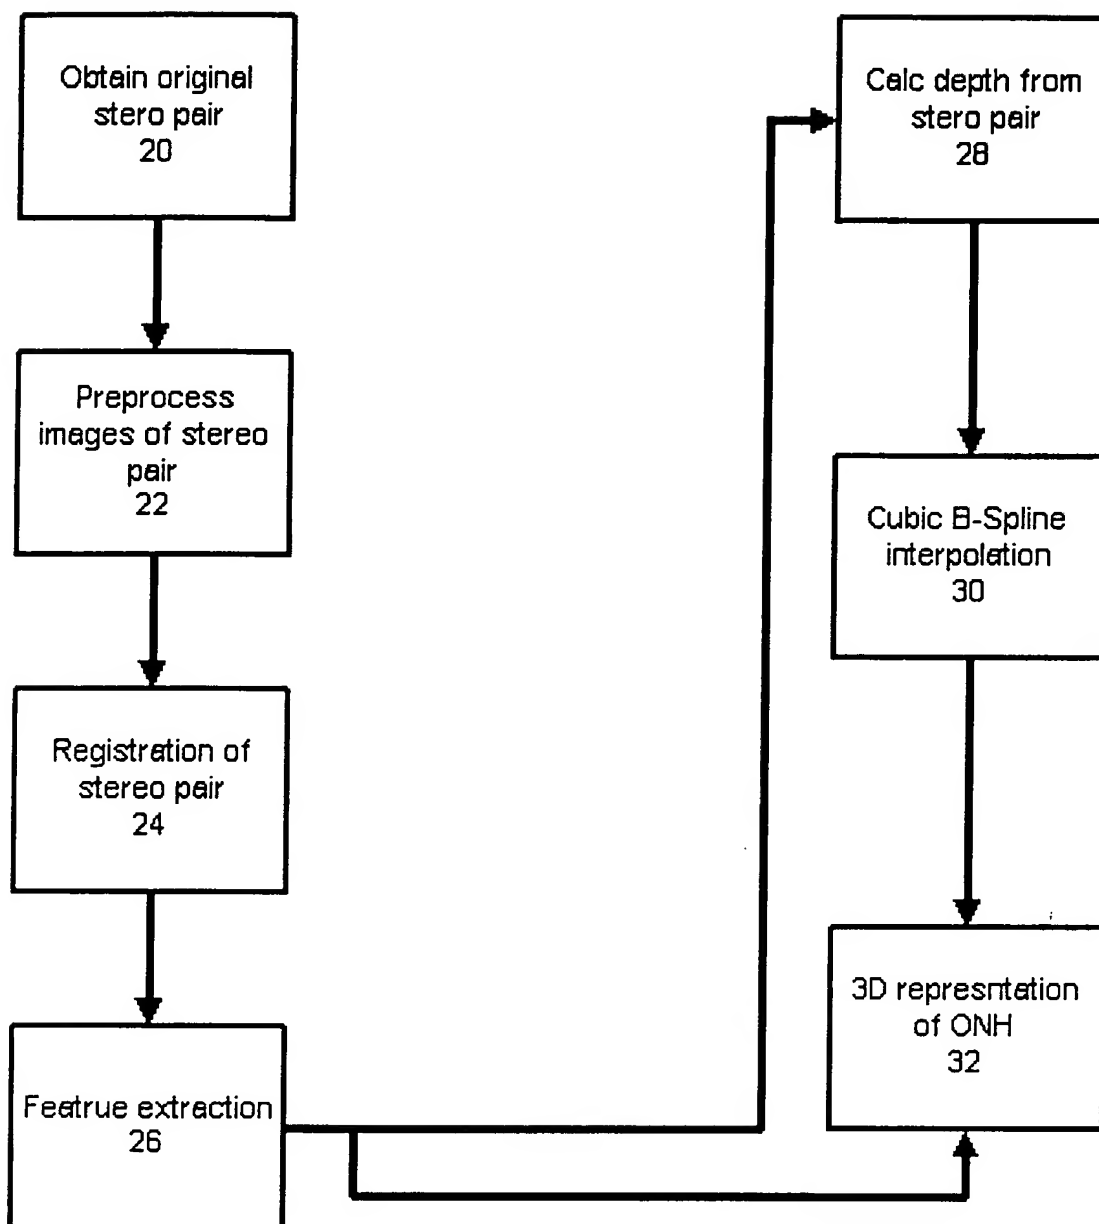 Obtain original
stero pair
20
Preprocess
images of stereo
pair
22
Registration of
stereo pair
24
Featrue extraction
26
Calc depth from
stero pair
28
Cubic B-Spline
interpolation
30
3D represntation
of ONH
32